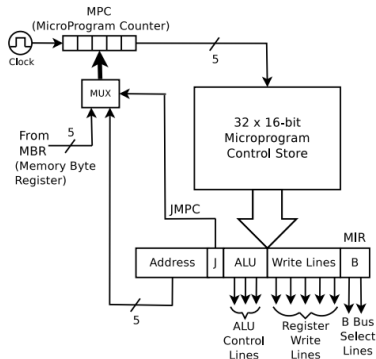 MPC
(MicroProgram Counter)
Clock
5
MUX
5
From
MBR
(Memory Byte
Register)
32 x 16-bit
Microprogram
Control Store
JMPC
MIR
Address J ALU Write Lines B
5
ALU
Control
Lines
Register
Write
Lines
B Bus
Select
Lines